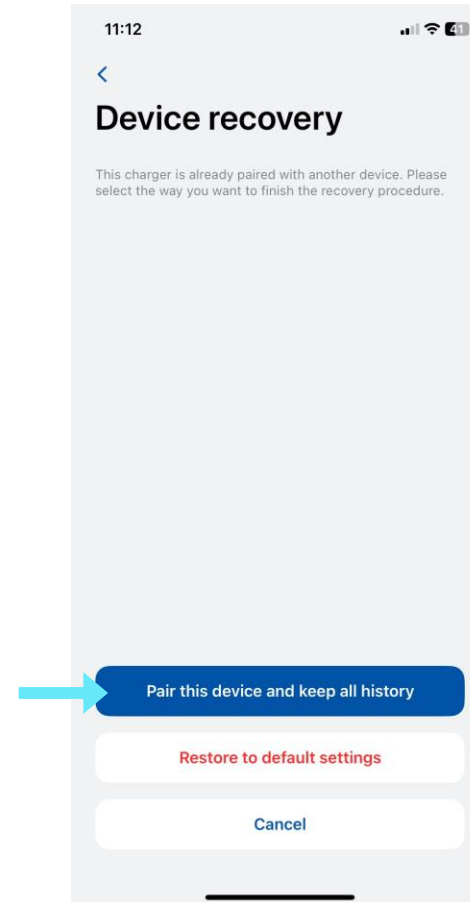 11:12
41
Device recovery
This charger is already paired with another device. Please
select the way you want to finish the recovery procedure.
Pair this device and keep all history
Restore to default settings
Cancel